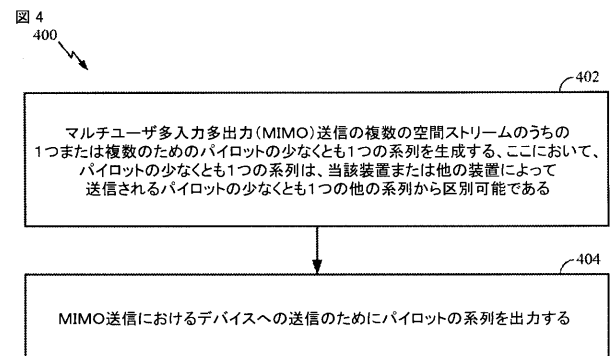 図 4
400
402
マルチユーザ多入力多出力(MIMO)送信の複数の空間ストリームのうちの
1つまたは複数のためのパイロットの少なくとも1つの系列を生成する、ここにおいて、
パイロットの少なくとも1つの系列は、当該装置または他の装置によって
送信されるパイロットの少なくとも1つの他の系列から区別可能である
404
MIMO送信におけるデバイスへの送信のためにパイロットの系列を出力する